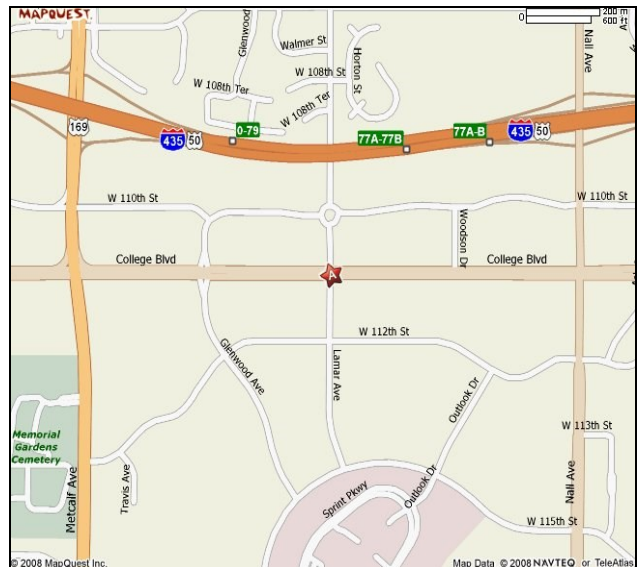 MAPQUEST
0
200 m
600 ft
Glenwood
Walmer St
Horton St
Nall Ave
W 108th St
W 108th Ter
W 108th Ter
169
0-79
435
50
77A-77B
77A-B
435
50
W 110th St
W 110th St
Woodson Dr
College Blvd
College Blvd
A
W 112th St
Glenwood Ave
Lamar Ave
Outlook Dr
W 113th St
Memorial
Gardens
Cemetery
Metcalf Ave
Travis Ave
Sprint Pkwy
Outlook Dr
Nall Ave
W 115th St
© 2008 MapQuest Inc.
Map Data © 2008 NAVTEQ or TeleAtlas